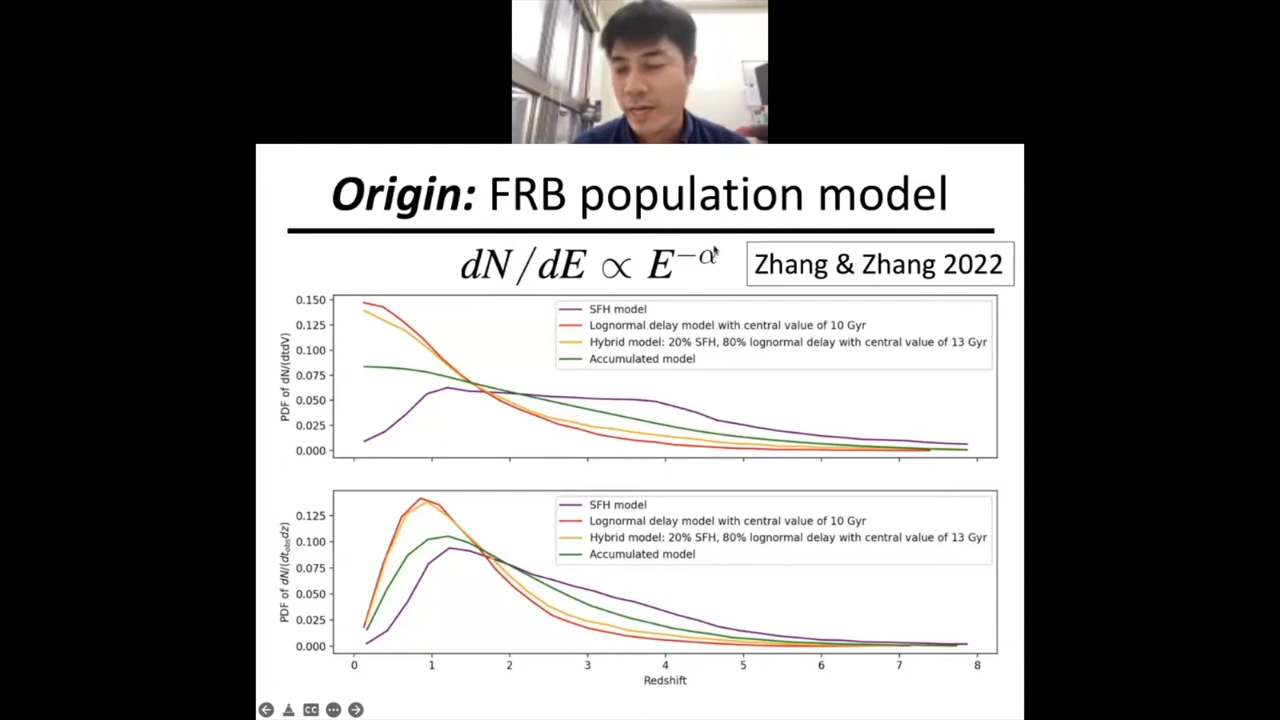 Origin: FRB population model
dN/dE ∝ E^{-α}
Zhang & Zhang 2022
PDF of dN/(dtdV)
0.150
0.125
0.100
0.075
0.050
0.025
0.000
SFH model
Lognormal delay model with central value of 10 Gyr
Hybrid model: 20% SFH, 80% lognormal delay with central value of 13 Gyr
Accumulated model
PDF of dN/(dt_{obs}dz)
0.125
0.100
0.075
0.050
0.025
0.000
SFH model
Lognormal delay model with central value of 10 Gyr
Hybrid model: 20% SFH, 80% lognormal delay with central value of 13 Gyr
Accumulated model
0 1 2 3 4 5 6 7 8
Redshift
CC